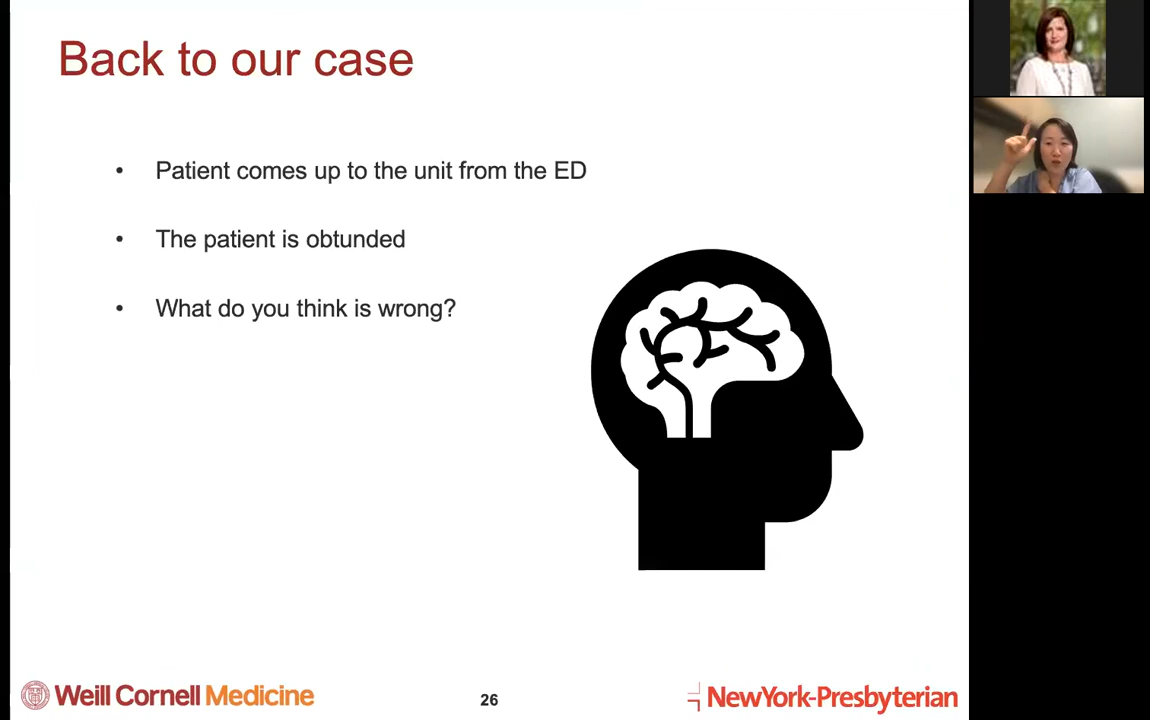 Back to our case
• Patient comes up to the unit from the ED
• The patient is obtunded
• What do you think is wrong?
Weill Cornell Medicine
26
NewYork-Presbyterian